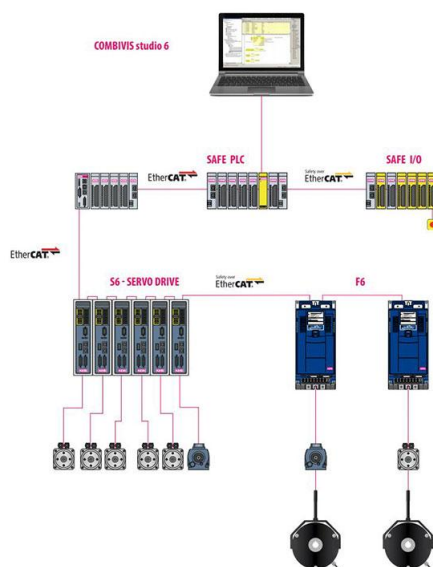 COMBIVIS studio 6
SAFE PLC
SAFE I/O
EtherCAT
Safety over
EtherCAT
EtherCAT
S6 - SERVO DRIVE
Safety over
EtherCAT
F6